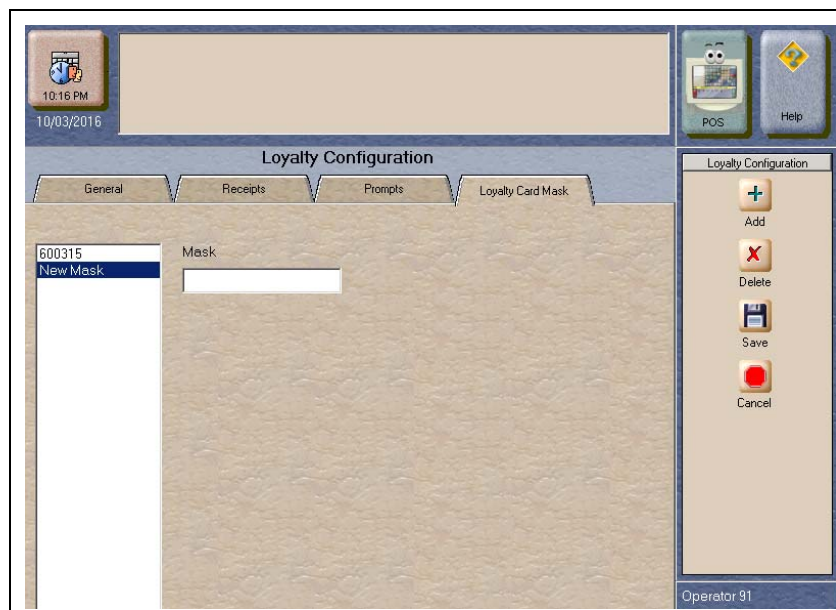 10:16 PM
10/03/2016
POS
Help
Loyalty Configuration
General
Receipts
Prompts
Loyalty Card Mask
600315
New Mask
Mask
Loyalty Configuration
Add
Delete
Save
Cancel
Operator 91